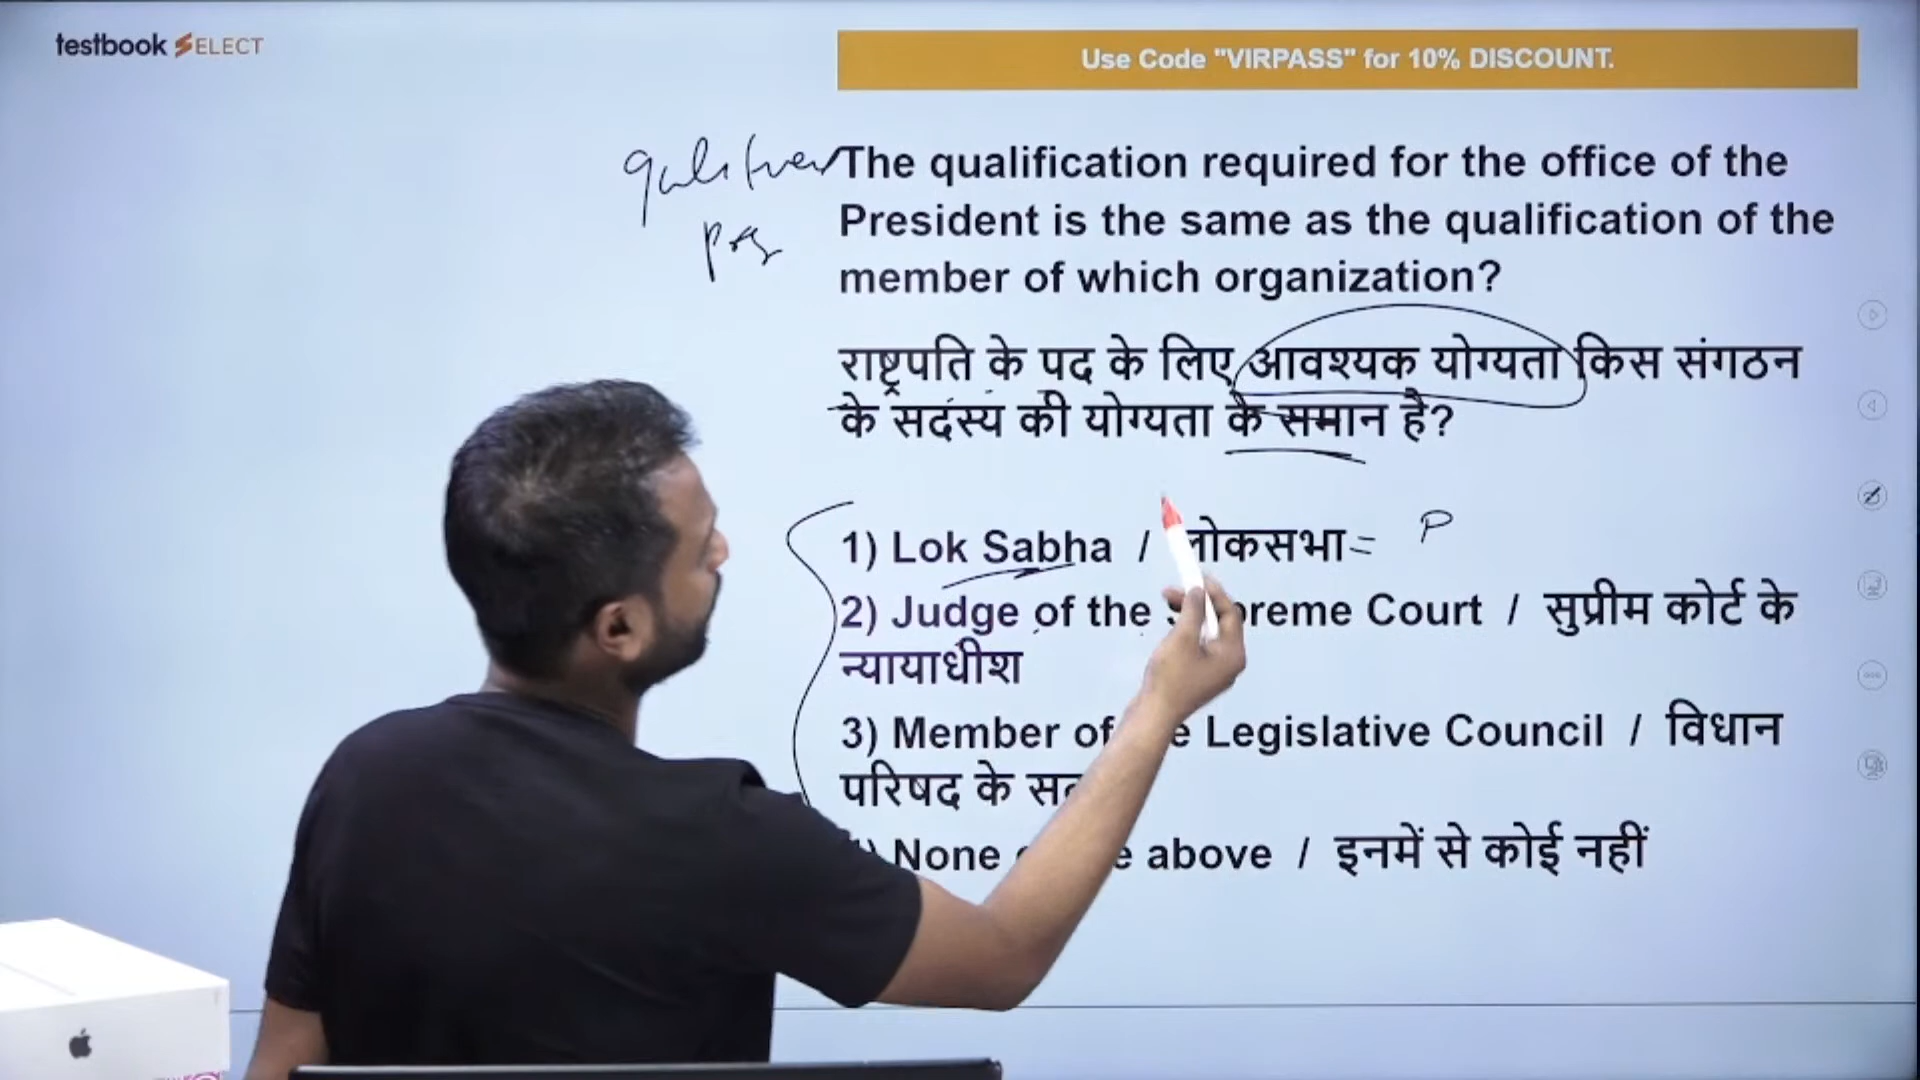 testbook SELECT
Use Code "VIRPASS" for 10% DISCOUNT.
The qualification required for the office of the
President is the same as the qualification of the
member of which organization?
राष्ट्रपति के पद के लिए आवश्यक योग्यता किस संगठन
के सदस्य की योग्यता के समान है?
1) Lok Sabha / लोकसभा = P
2) Judge of the Supreme Court / सुप्रीम कोर्ट के
न्यायाधीश
3) Member of Legislative Council / विधान
परिषद के
None above / इनमें से कोई नहीं